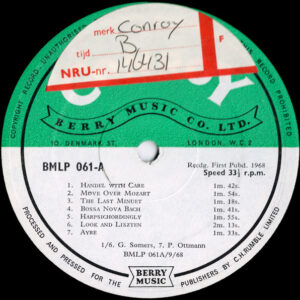 COPYRIGHT RECORD. UNAUTHORISED
merk Conroy
tijd B
F
NRU-nr. 146431
BERRY MUSIC CO. LTD.
10, DENMARK ST. LONDON, W.C.2
BMLP 061-A
Recdg. First Pubd. 1968
Speed 33⅓ r.p.m.
1 HANDEL WITH CARE 1m. 42s.
2 MOVE OVER MOZART 1m. 54s.
3 THE LAST MINUET 1m. 18s.
4 BOSSA NOVA BACH 1m. 41s.
5 HARPSICHORDINGLY 1m. 55s.
6 LOOK AND LISZTEN 2m. 13s.
7 AYRE 1m. 33s.
1/6. G. Somers, 7. P. Ottmann
BMLP 061A/9/68
PROCESSED AND PRESSED FOR THE PUBLISHERS BY C.H. RUMBLE LIMITED
BERRY
MUSIC